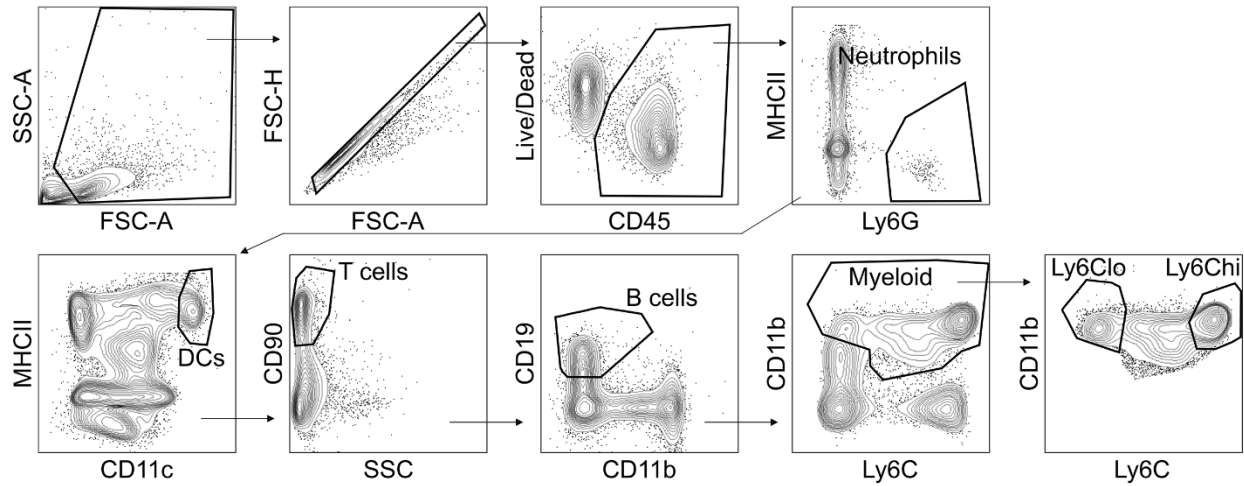 SSC-A
FSC-A
FSC-H
FSC-A
Live/Dead
CD45
MHCII
Neutrophils
Ly6G
MHCII
DCs
CD11c
CD90
T cells
SSC
CD19
B cells
CD11b
CD11b
Myeloid
Ly6C
CD11b
Ly6Clo
Ly6Chi
Ly6C